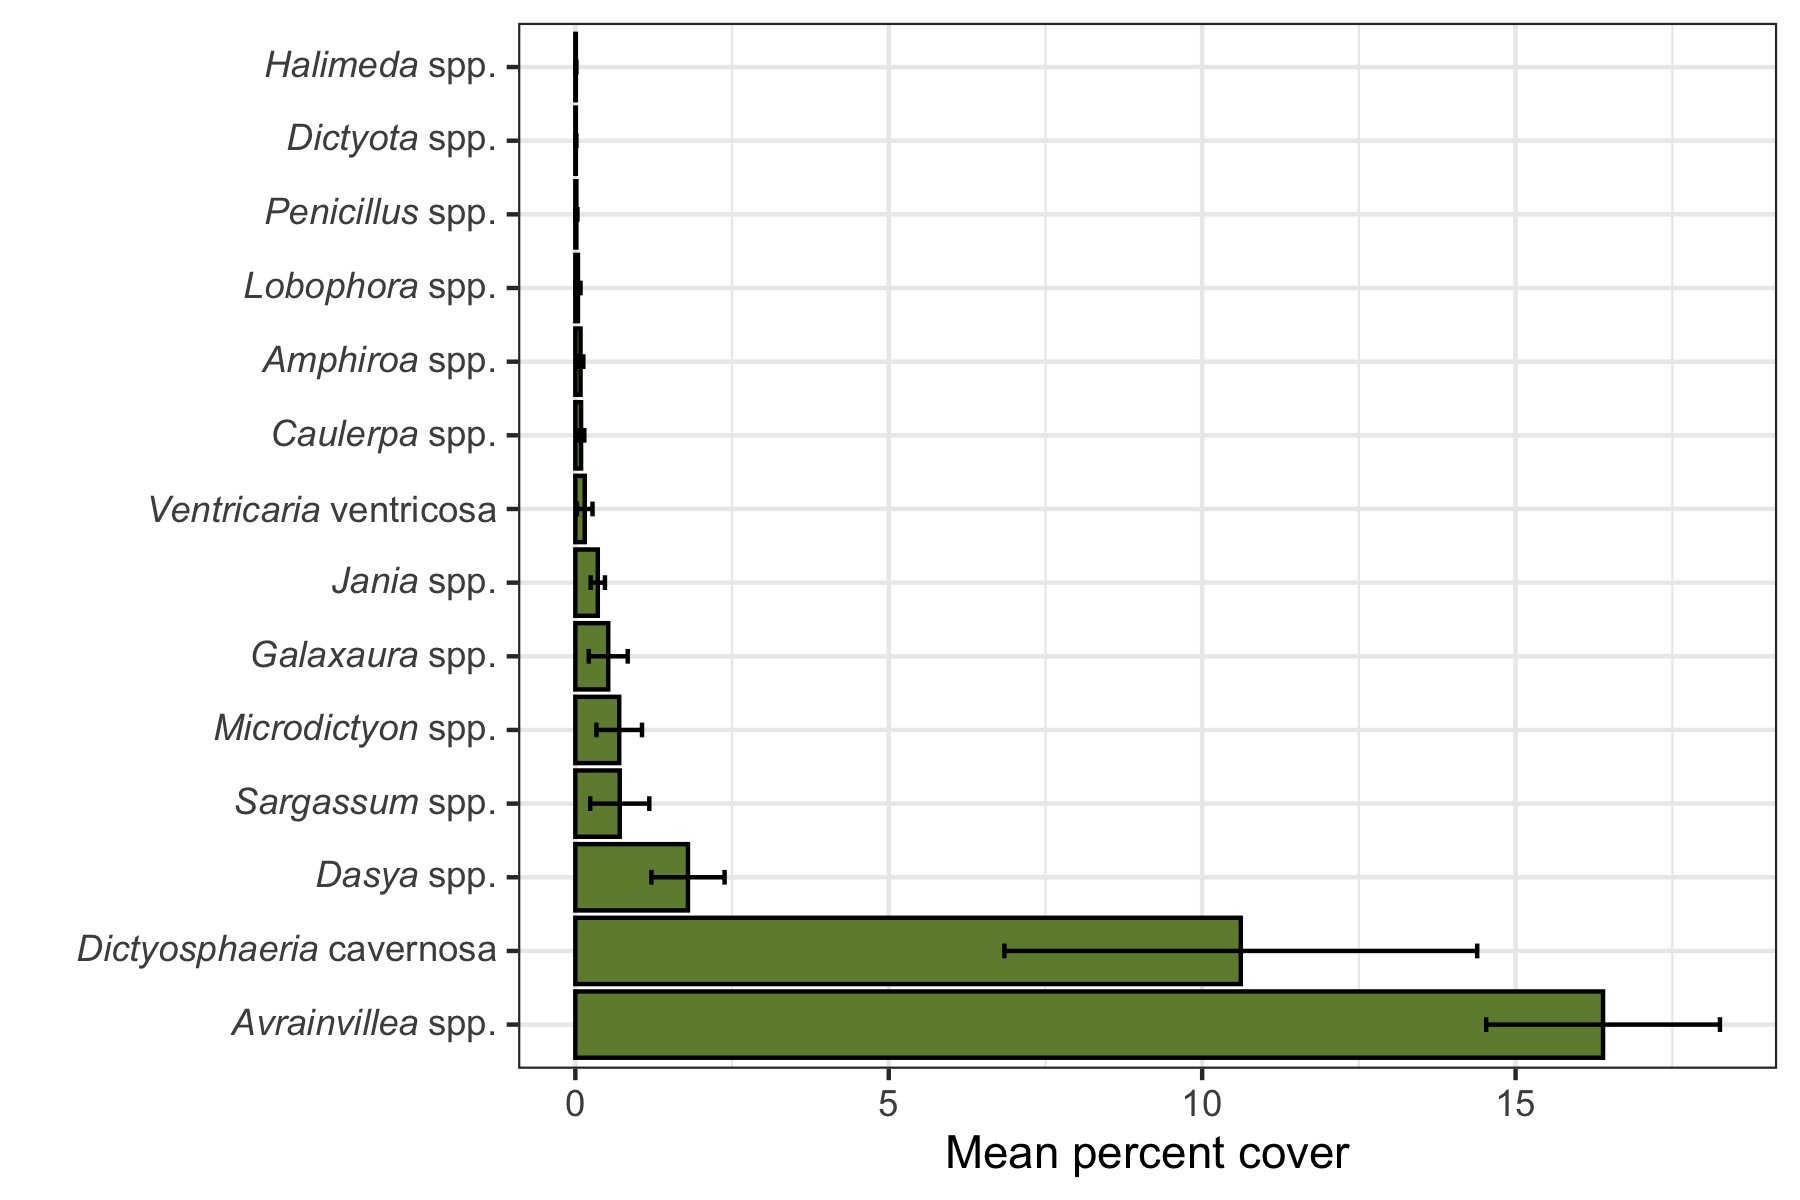 Halimeda spp.
Dictyota spp.
Penicillus spp.
Lobophora spp.
Amphiroa spp.
Caulerpa spp.
Ventricaria ventricosa
Jania spp.
Galaxaura spp.
Microdictyon spp.
Sargassum spp.
Dasya spp.
Dictyosphaeria cavernosa
Avrainvillea spp.
0 5 10 15
Mean percent cover